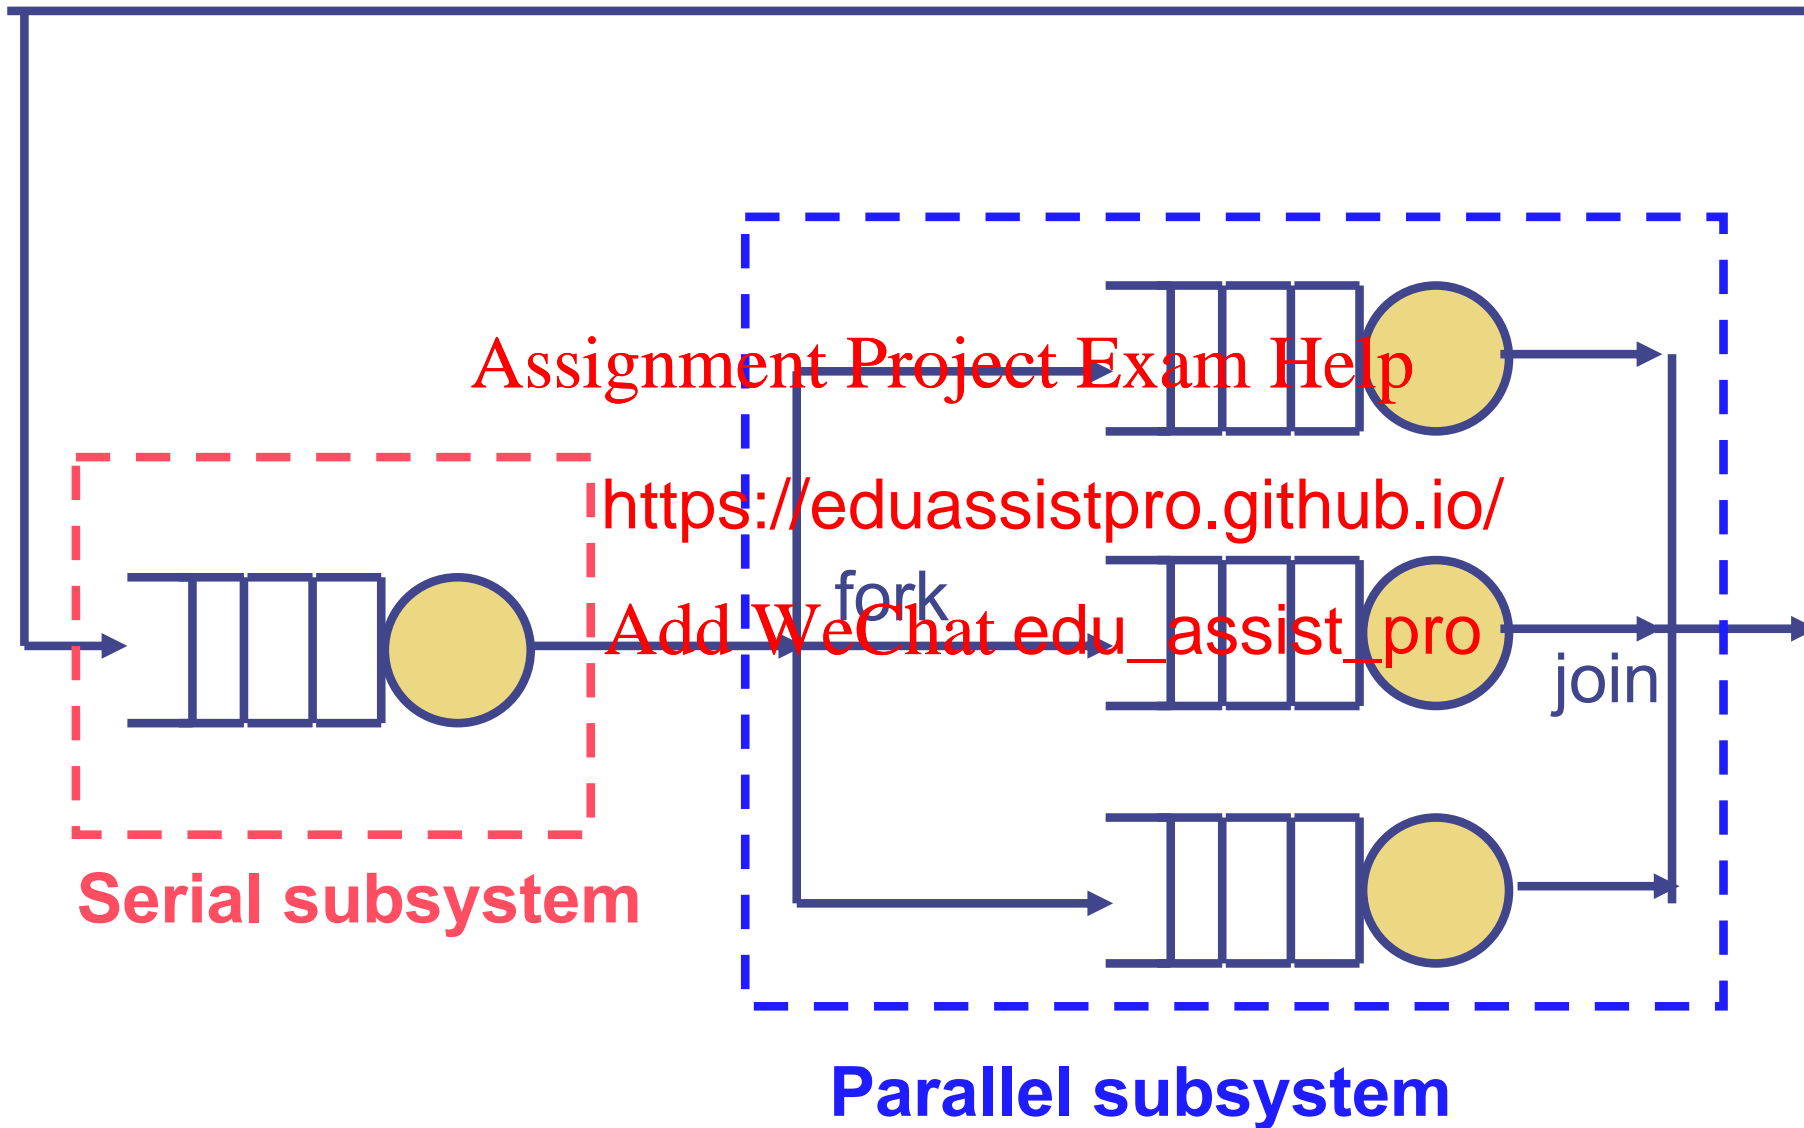 Assignment Project Exam Help
https://eduassistpro.github.io/
fork
Add WeChat edu_assist_pro
join
Serial subsystem
Parallel subsystem